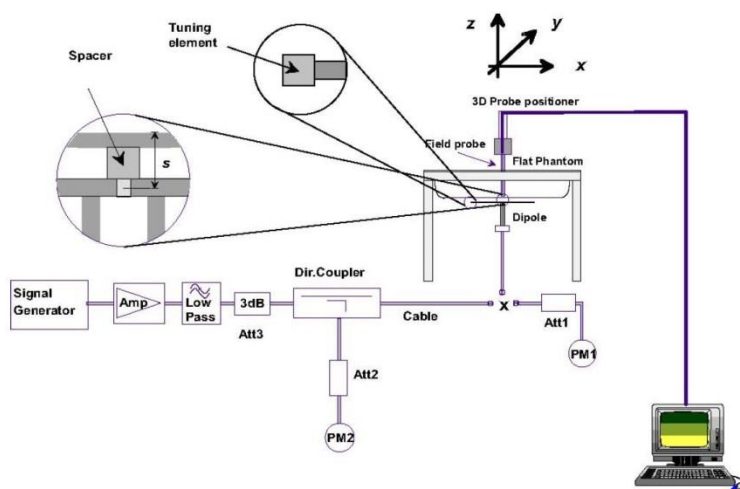 Tuning
element
Spacer
s
z
y
x
3D Probe positioner
Field probe
Flat Phantom
Dipole
Signal
Generator
Amp
Low
Pass
3dB
Att3
Dir.Coupler
Cable
x
Att1
PM1
Att2
PM2